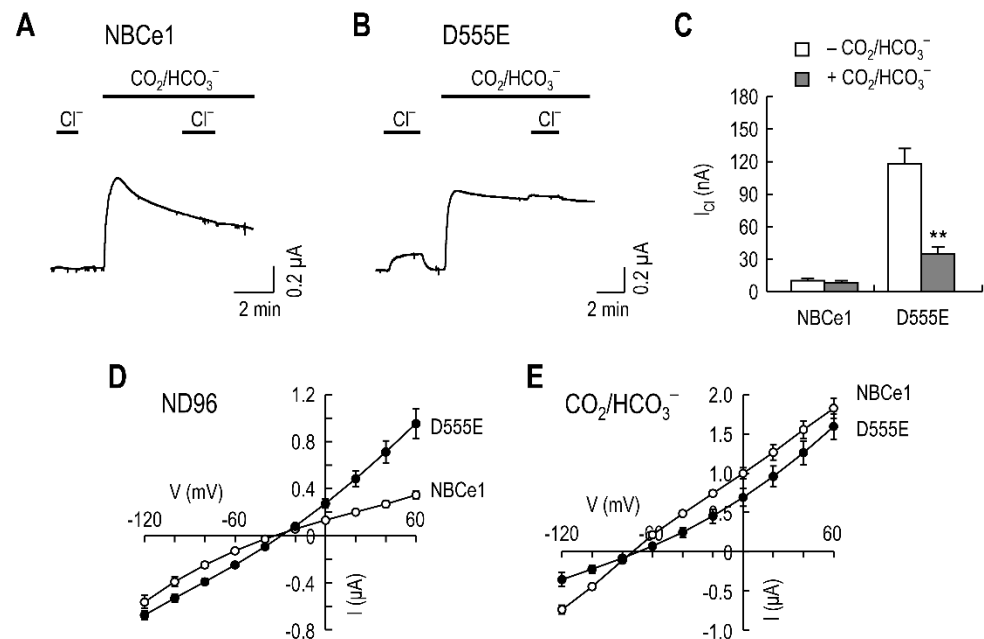 A
NBCe1
CO₂/HCO₃⁻
Cl⁻
Cl⁻
0.2 µA
2 min
B
D555E
CO₂/HCO₃⁻
Cl⁻
Cl⁻
0.2 µA
2 min
C
– CO₂/HCO₃⁻
+ CO₂/HCO₃⁻
180
150
120
90
60
30
0
I_Cl (nA)
**
NBCe1
D555E
D
ND96
1.2
0.8
0.4
0
-0.4
-0.8
D555E
NBCe1
V (mV)
-120
-60
60
I (µA)
E
CO₂/HCO₃⁻
2.0
1.5
1.0
0.5
0
-0.5
-1.0
NBCe1
D555E
V (mV)
-120
-60
60
I (µA)